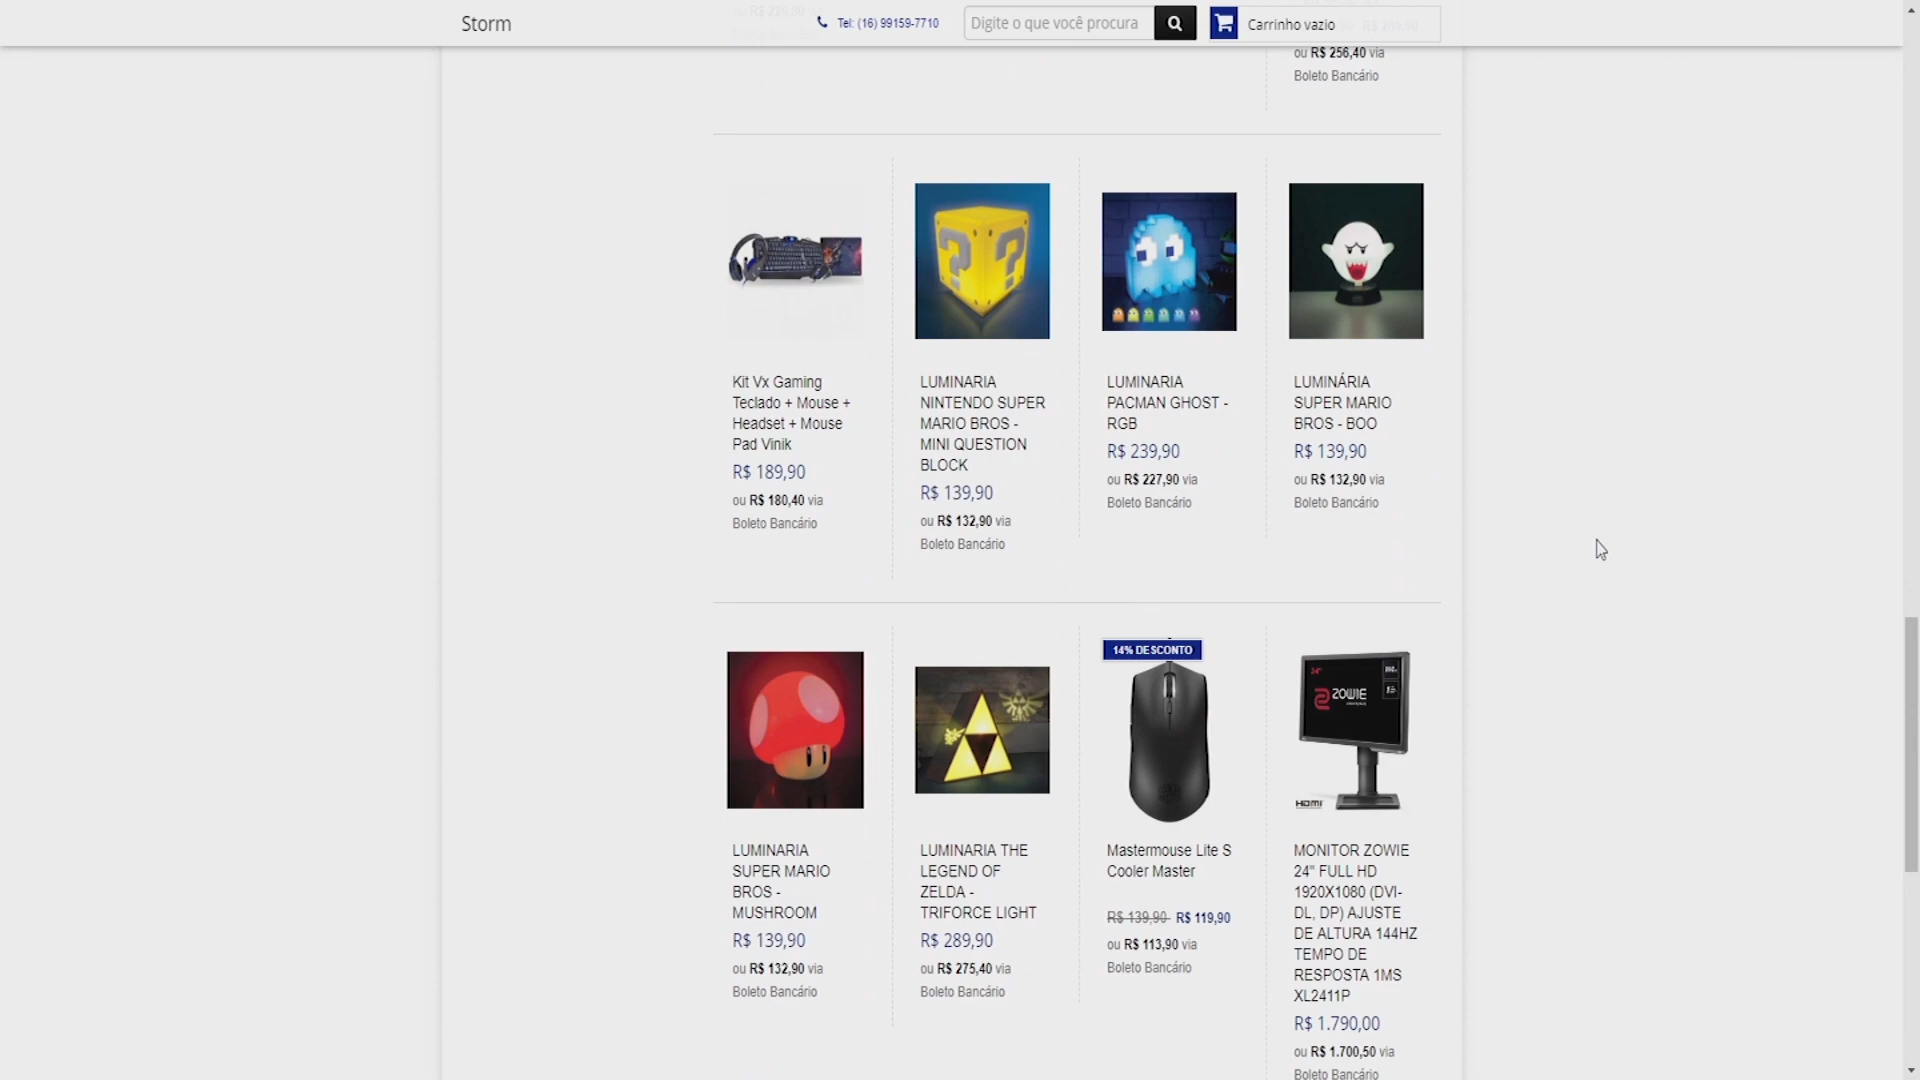 Storm
Tel: (16) 99159-7710
Digite o que você procura
Carrinho vazio
ou R$ 256,40 via
Boleto Bancário
Kit Vx Gaming
Teclado + Mouse +
Headset + Mouse
Pad Vinik
R$ 189,90
ou R$ 180,40 via
Boleto Bancário
LUMINARIA
NINTENDO SUPER
MARIO BROS -
MINI QUESTION
BLOCK
R$ 139,90
ou R$ 132,90 via
Boleto Bancário
LUMINARIA
PACMAN GHOST -
RGB
R$ 239,90
ou R$ 227,90 via
Boleto Bancário
LUMINÁRIA
SUPER MARIO
BROS - BOO
R$ 139,90
ou R$ 132,90 via
Boleto Bancário
LUMINARIA
SUPER MARIO
BROS -
MUSHROOM
R$ 139,90
ou R$ 132,90 via
Boleto Bancário
LUMINARIA THE
LEGEND OF
ZELDA -
TRIFORCE LIGHT
R$ 289,90
ou R$ 275,40 via
Boleto Bancário
14% DESCONTO
Mastermouse Lite S
Cooler Master
R$ 139,90 R$ 119,90
ou R$ 113,90 via
Boleto Bancário
24"
ZOWIE
HDMI
MONITOR ZOWIE
24" FULL HD
1920X1080 (DVI-
DL, DP) AJUSTE
DE ALTURA 144HZ
TEMPO DE
RESPOSTA 1MS
XL2411P
R$ 1.790,00
ou R$ 1.700,50 via
Boleto Bancário